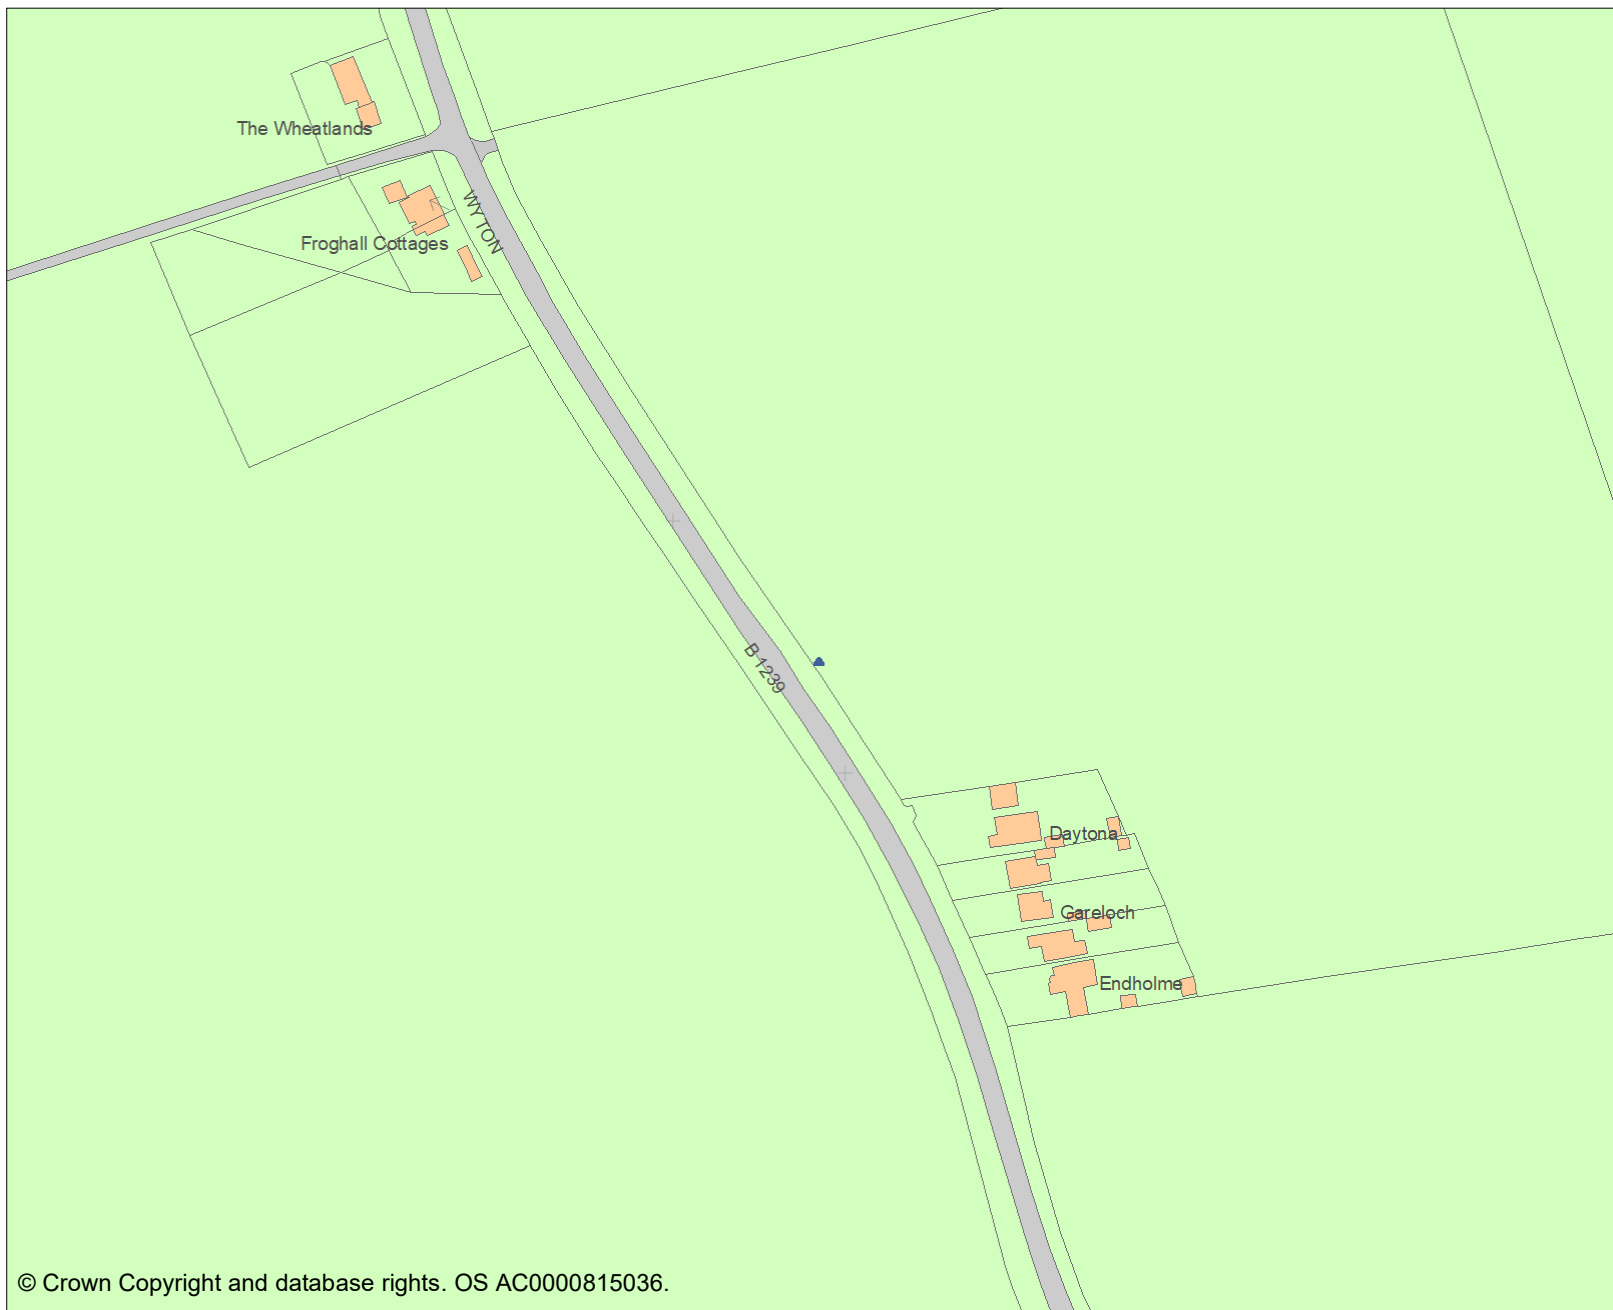 The Wheatlands
WYTON
Froghall Cottages
B 1239
Daytona
Gareloch
Endholme
© Crown Copyright and database rights. OS AC0000815036.